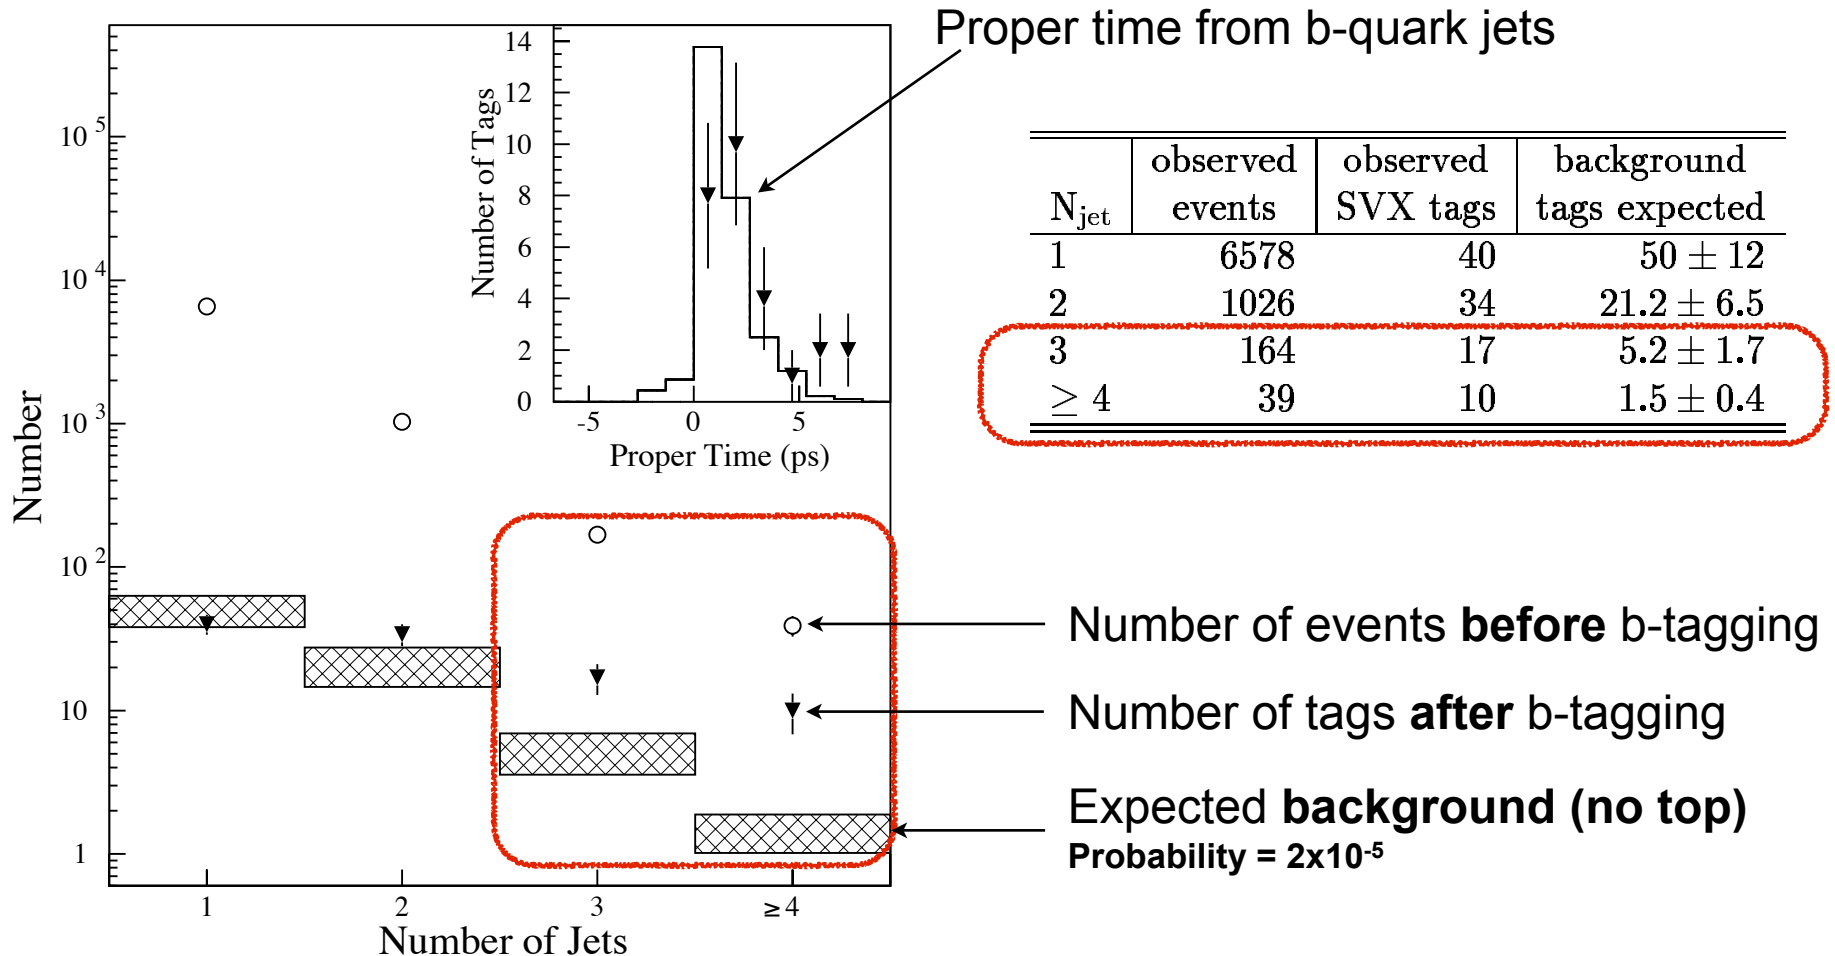 Proper time from b-quark jets
14
12
10
8
6
4
2
0
Number of Tags
-5 0 5
Proper Time (ps)
10 5
10 4
10 3
10 2
10
1
Number
1 2 3 ≥ 4
Number of Jets
observed observed background
N_jet events SVX tags tags expected
1 6578 40 50 ± 12
2 1026 34 21.2 ± 6.5
3 164 17 5.2 ± 1.7
≥ 4 39 10 1.5 ± 0.4
Number of events before b-tagging
Number of tags after b-tagging
Expected background (no top)
Probability = 2x10⁻⁵